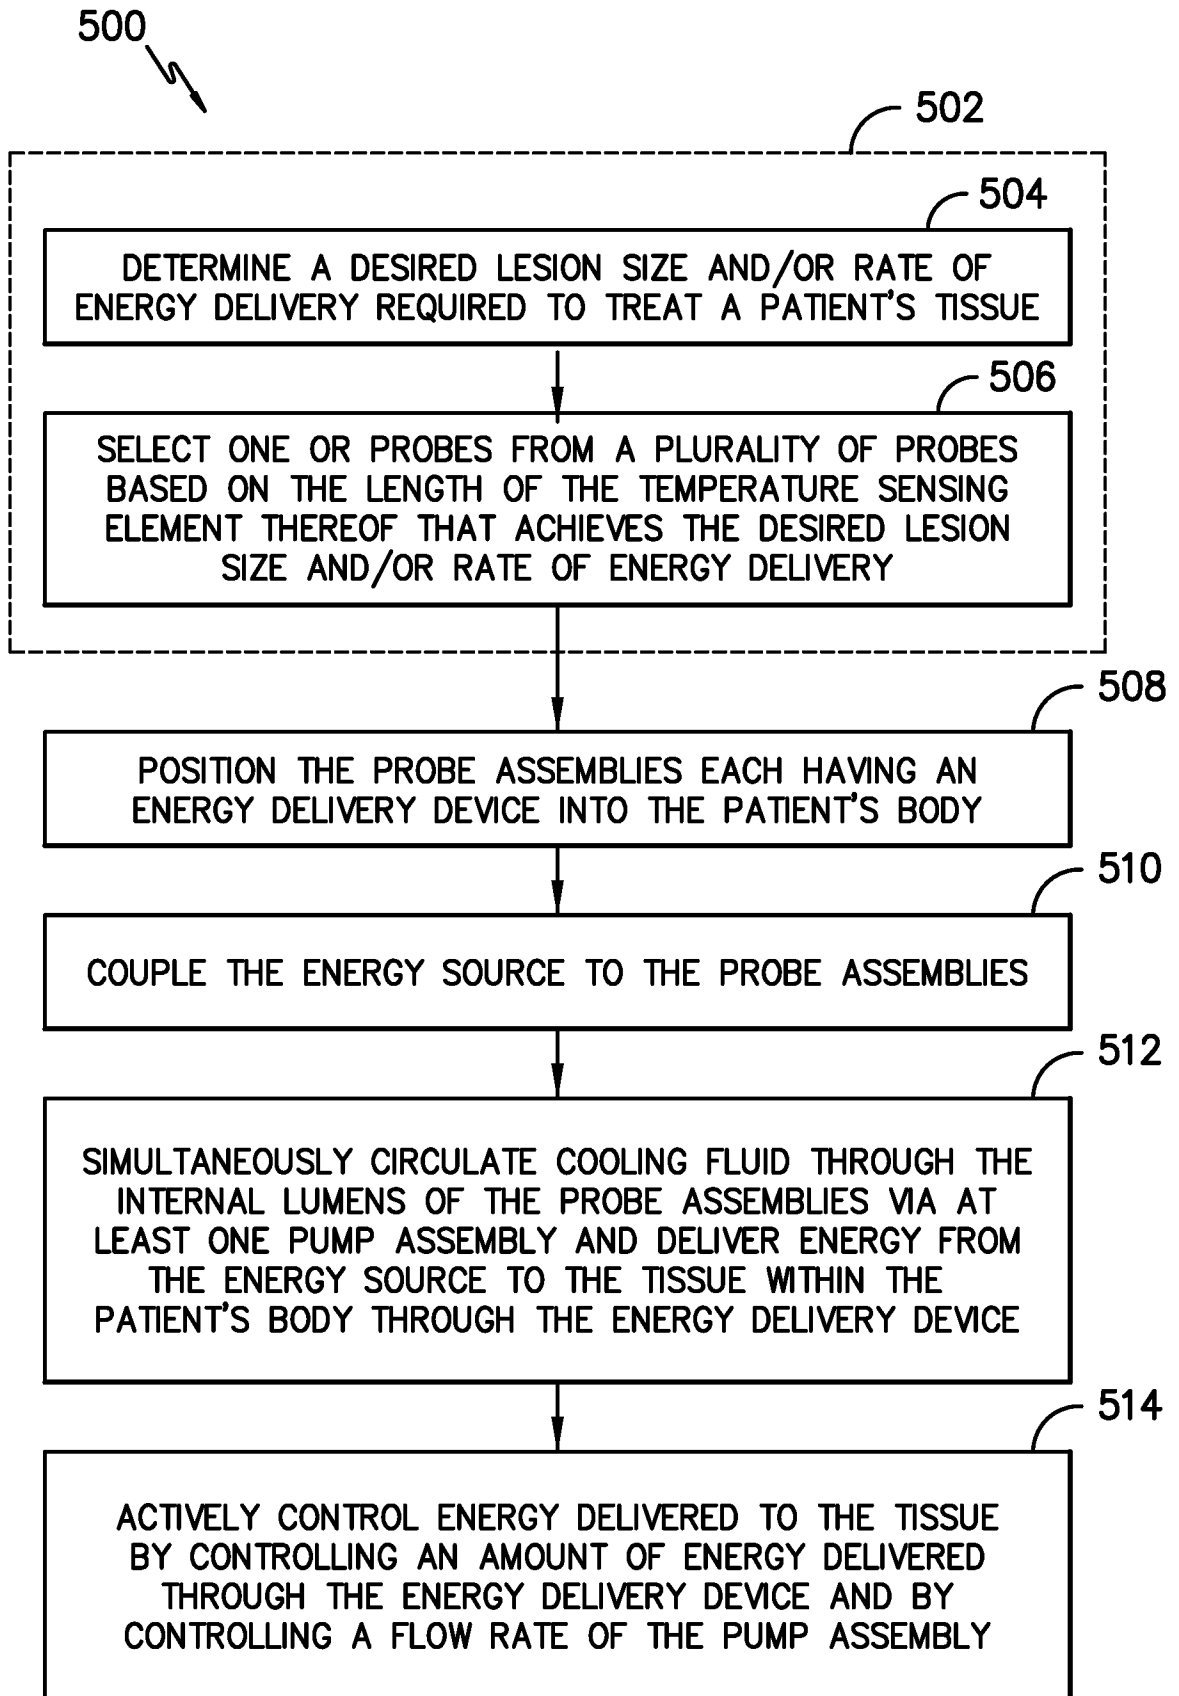 500
502
504
DETERMINE A DESIRED LESION SIZE AND/OR RATE OF
ENERGY DELIVERY REQUIRED TO TREAT A PATIENT'S TISSUE
506
SELECT ONE OR PROBES FROM A PLURALITY OF PROBES
BASED ON THE LENGTH OF THE TEMPERATURE SENSING
ELEMENT THEREOF THAT ACHIEVES THE DESIRED LESION
SIZE AND/OR RATE OF ENERGY DELIVERY
508
POSITION THE PROBE ASSEMBLIES EACH HAVING AN
ENERGY DELIVERY DEVICE INTO THE PATIENT'S BODY
510
COUPLE THE ENERGY SOURCE TO THE PROBE ASSEMBLIES
512
SIMULTANEOUSLY CIRCULATE COOLING FLUID THROUGH THE
INTERNAL LUMENS OF THE PROBE ASSEMBLIES VIA AT
LEAST ONE PUMP ASSEMBLY AND DELIVER ENERGY FROM
THE ENERGY SOURCE TO THE TISSUE WITHIN THE
PATIENT'S BODY THROUGH THE ENERGY DELIVERY DEVICE
514
ACTIVELY CONTROL ENERGY DELIVERED TO THE TISSUE
BY CONTROLLING AN AMOUNT OF ENERGY DELIVERED
THROUGH THE ENERGY DELIVERY DEVICE AND BY
CONTROLLING A FLOW RATE OF THE PUMP ASSEMBLY